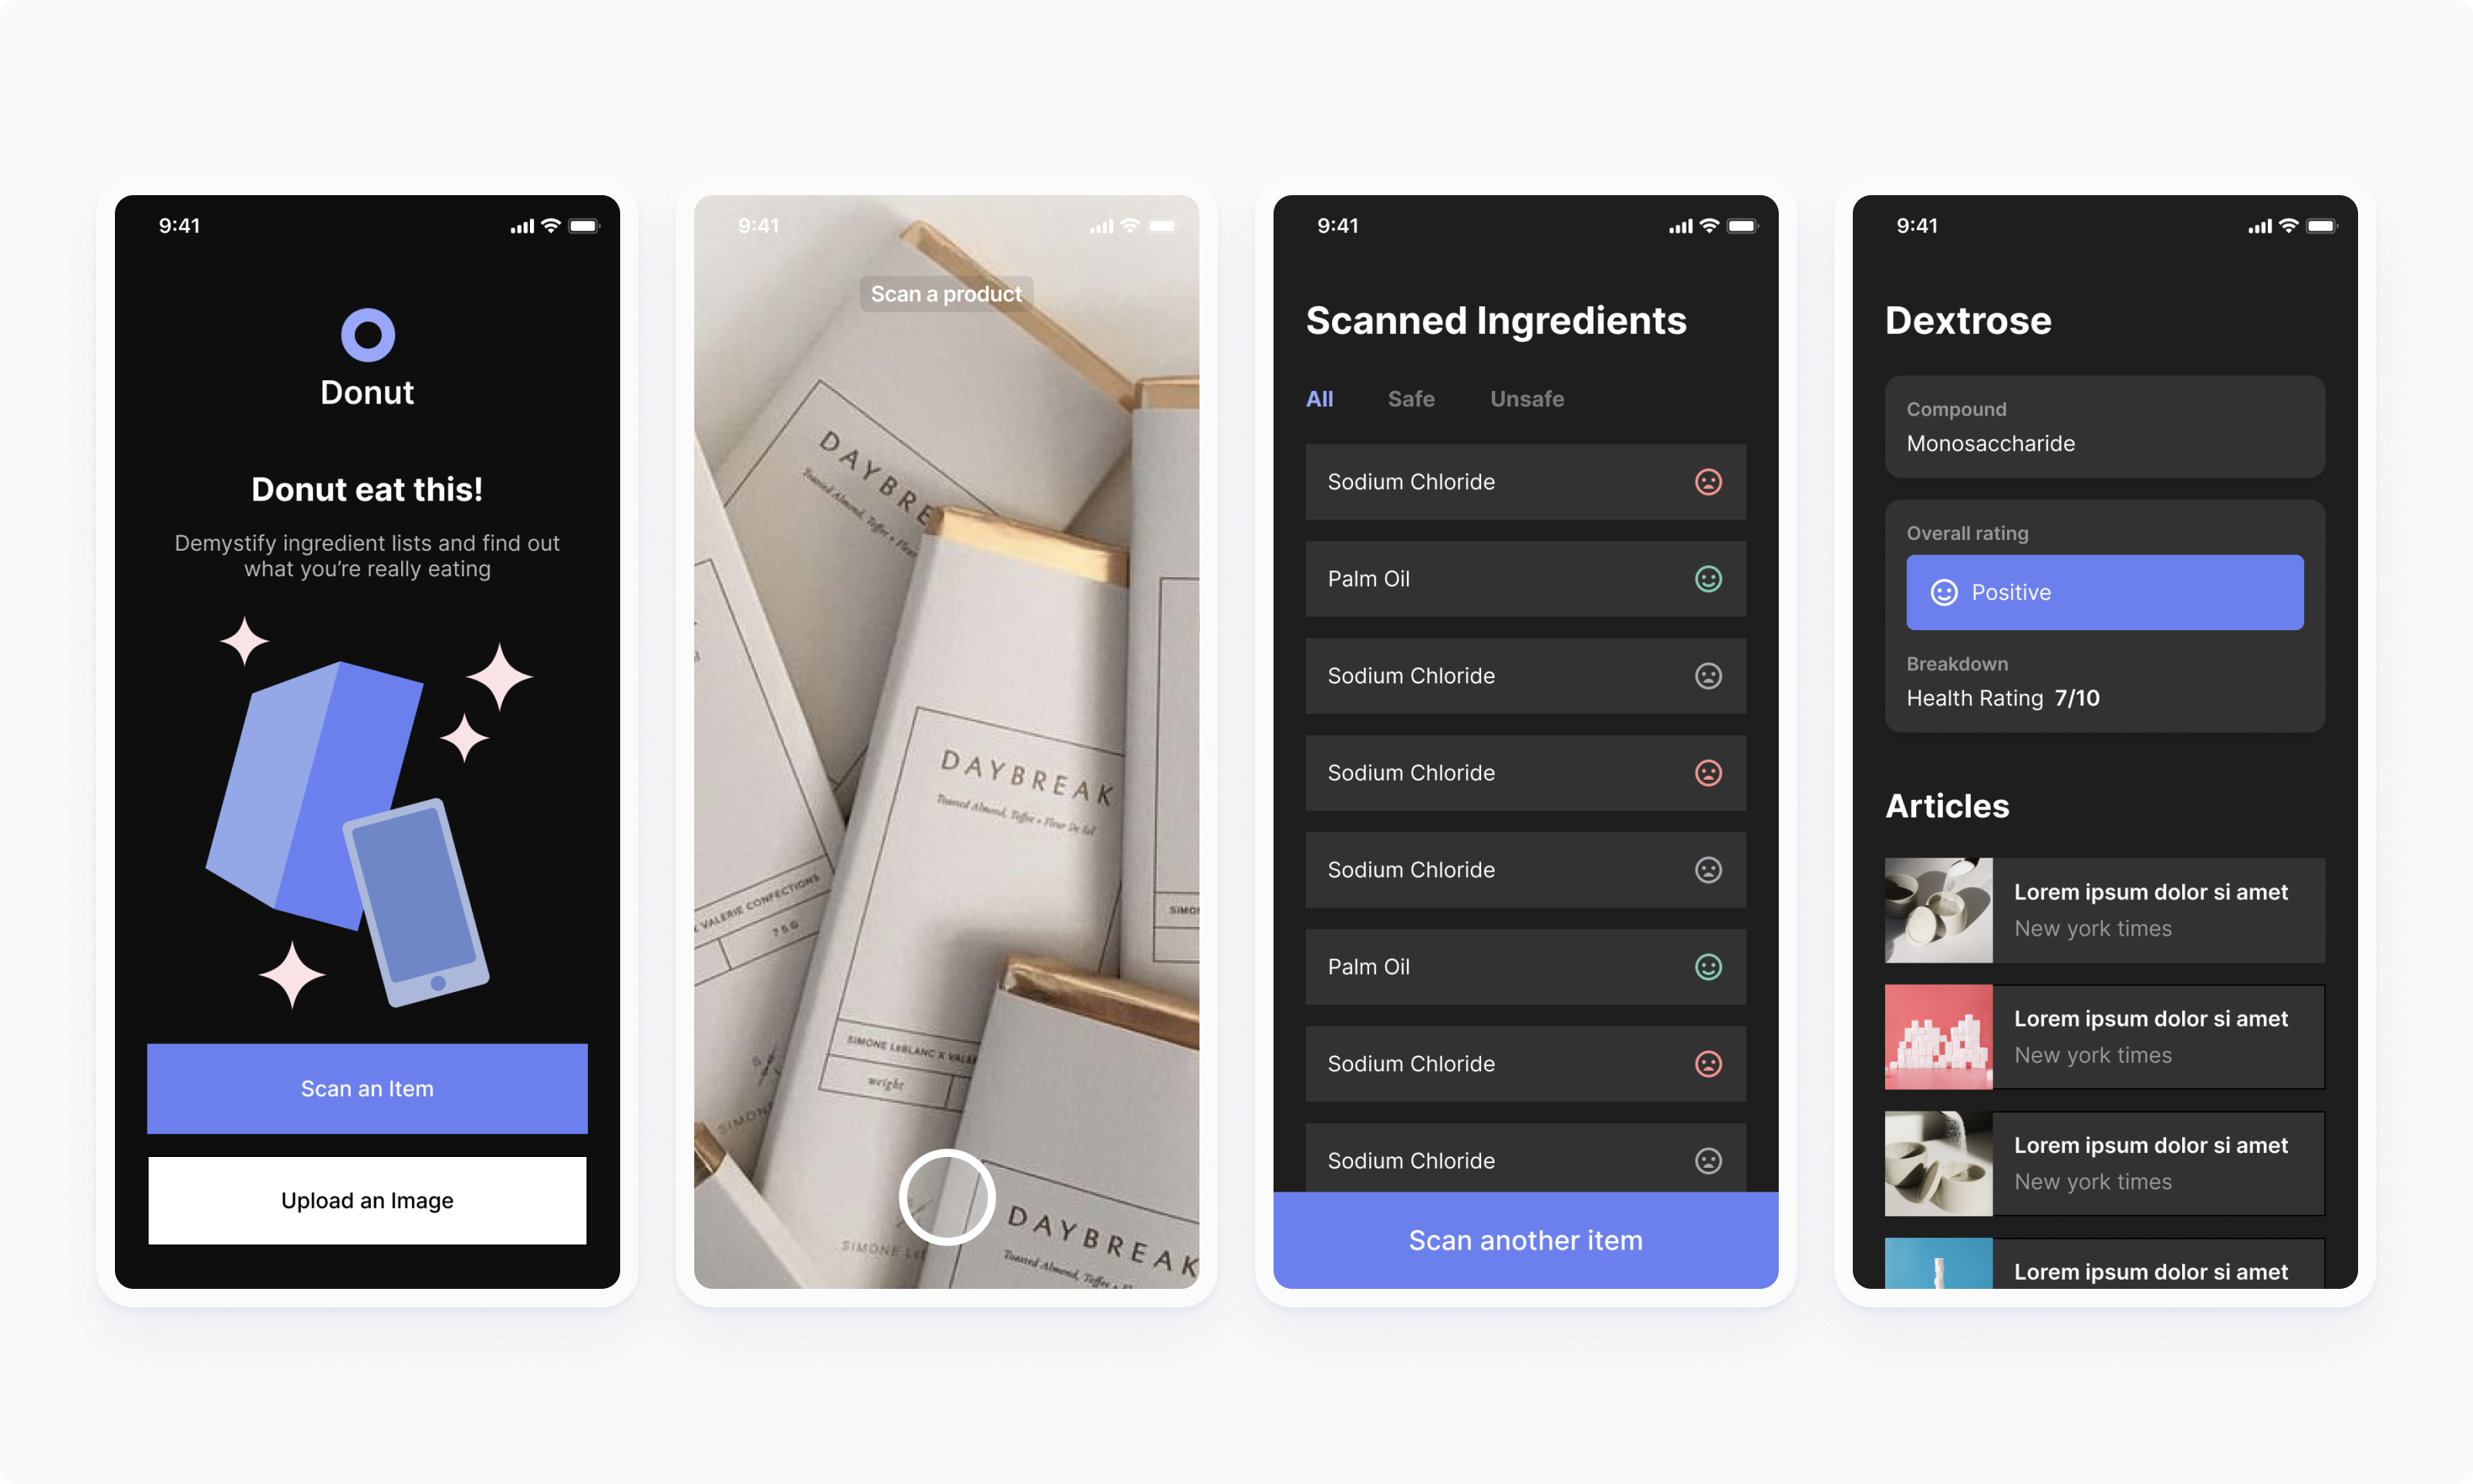 9:41
Donut
Donut eat this!
Demystify ingredient lists and find out
what you're really eating
Scan an Item
Upload an Image
9:41
Scan a product
DAYBRE
Toasted Almond, Toffee + Fleur
DAYBREAK
Toasted Almond, Toffee + Fleur De Sel
X VALERIE CONFECTIONS
75G
SIMO
SIMONE LEBLANC X VALE
weight
SIMONE
SIMONE LEB
DAYBREAK
Toasted Almond, Toffee +
9:41
Scanned Ingredients
All Safe Unsafe
Sodium Chloride
Palm Oil
Sodium Chloride
Sodium Chloride
Sodium Chloride
Palm Oil
Sodium Chloride
Sodium Chloride
Scan another item
9:41
Dextrose
Compound
Monosaccharide
Overall rating
Positive
Breakdown
Health Rating 7/10
Articles
Lorem ipsum dolor si amet
New york times
Lorem ipsum dolor si amet
New york times
Lorem ipsum dolor si amet
New york times
Lorem ipsum dolor si amet